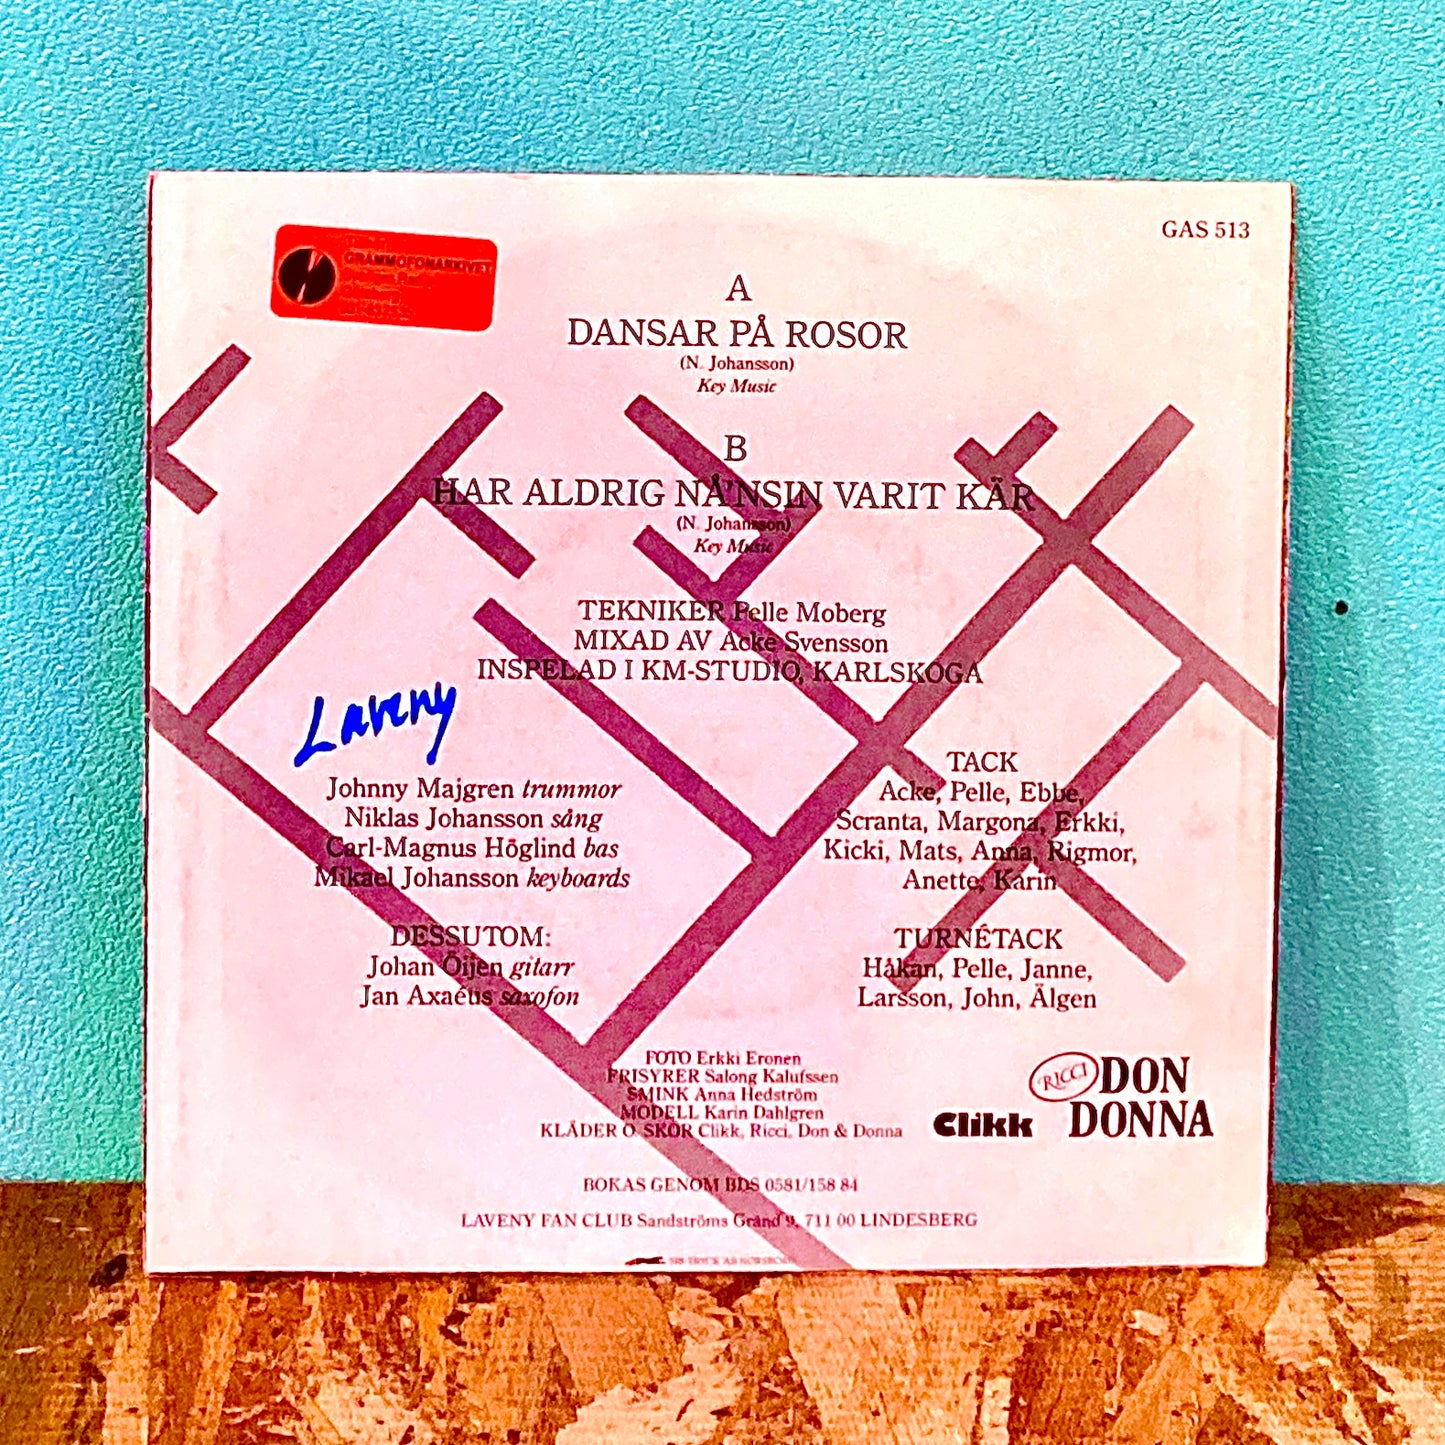 GAS 513
GRAMMOFONARKIVET
A
DANSAR PÅ ROSOR
(N. Johansson)
Key Music
B
HAR ALDRIG NÅ'NSIN VARIT KÄR
(N. Johansson)
Key Music
TEKNIKER Pelle Moberg
MIXAD AV Acke Svensson
INSPELAD I KM-STUDIO, KARLSKOGA
Laveny
Johnny Majgren trummor
Niklas Johansson sång
Carl-Magnus Höglind bas
Mikael Johansson keyboards
DESSUTOM:
Johan Öijen gitarr
Jan Axaéus saxofon
TACK
Acke, Pelle, Ebbe,
Scranta, Margona, Erkki,
Kicki, Mats, Anna, Rigmor,
Anette, Karin
TURNÉTACK
Håkan, Pelle, Janne,
Larsson, John, Älgen
FOTO Erkki Eronen
FRISYRER Salong Kalufssen
SMINK Anna Hedström
MODELL Karin Dahlgren
KLÄDER O. SKOR Clikk, Ricci, Don & Donna
Clikk
RICCI
DON
DONNA
BOKAS GENOM BDS 0581/158 84
LAVENY FAN CLUB Sandströms Gränd 9, 711 00 LINDESBERG